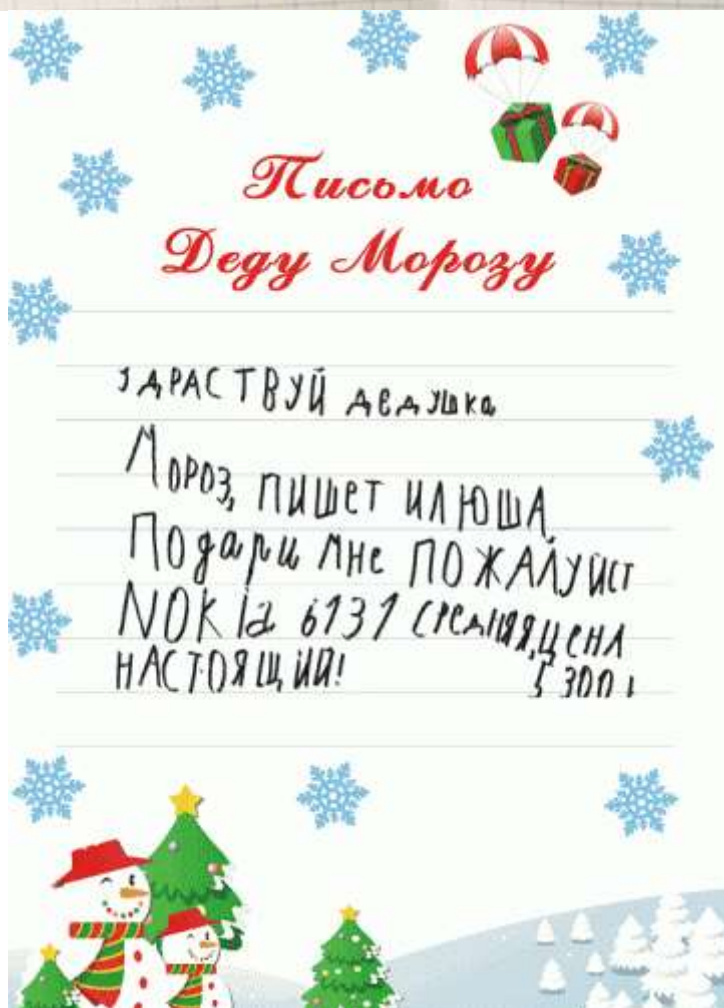 Письмо
Деду Морозу
ЗДРАСТВУЙ дедУШка
МОРОЗ, ПИШЕТ ИЛЮША
Подари мне ПОЖАЛУЙСТ
NOKIa 6131 СРЕДНЯЯ, ЦЕНА
НАСТОЯЩИЙ! 5 300